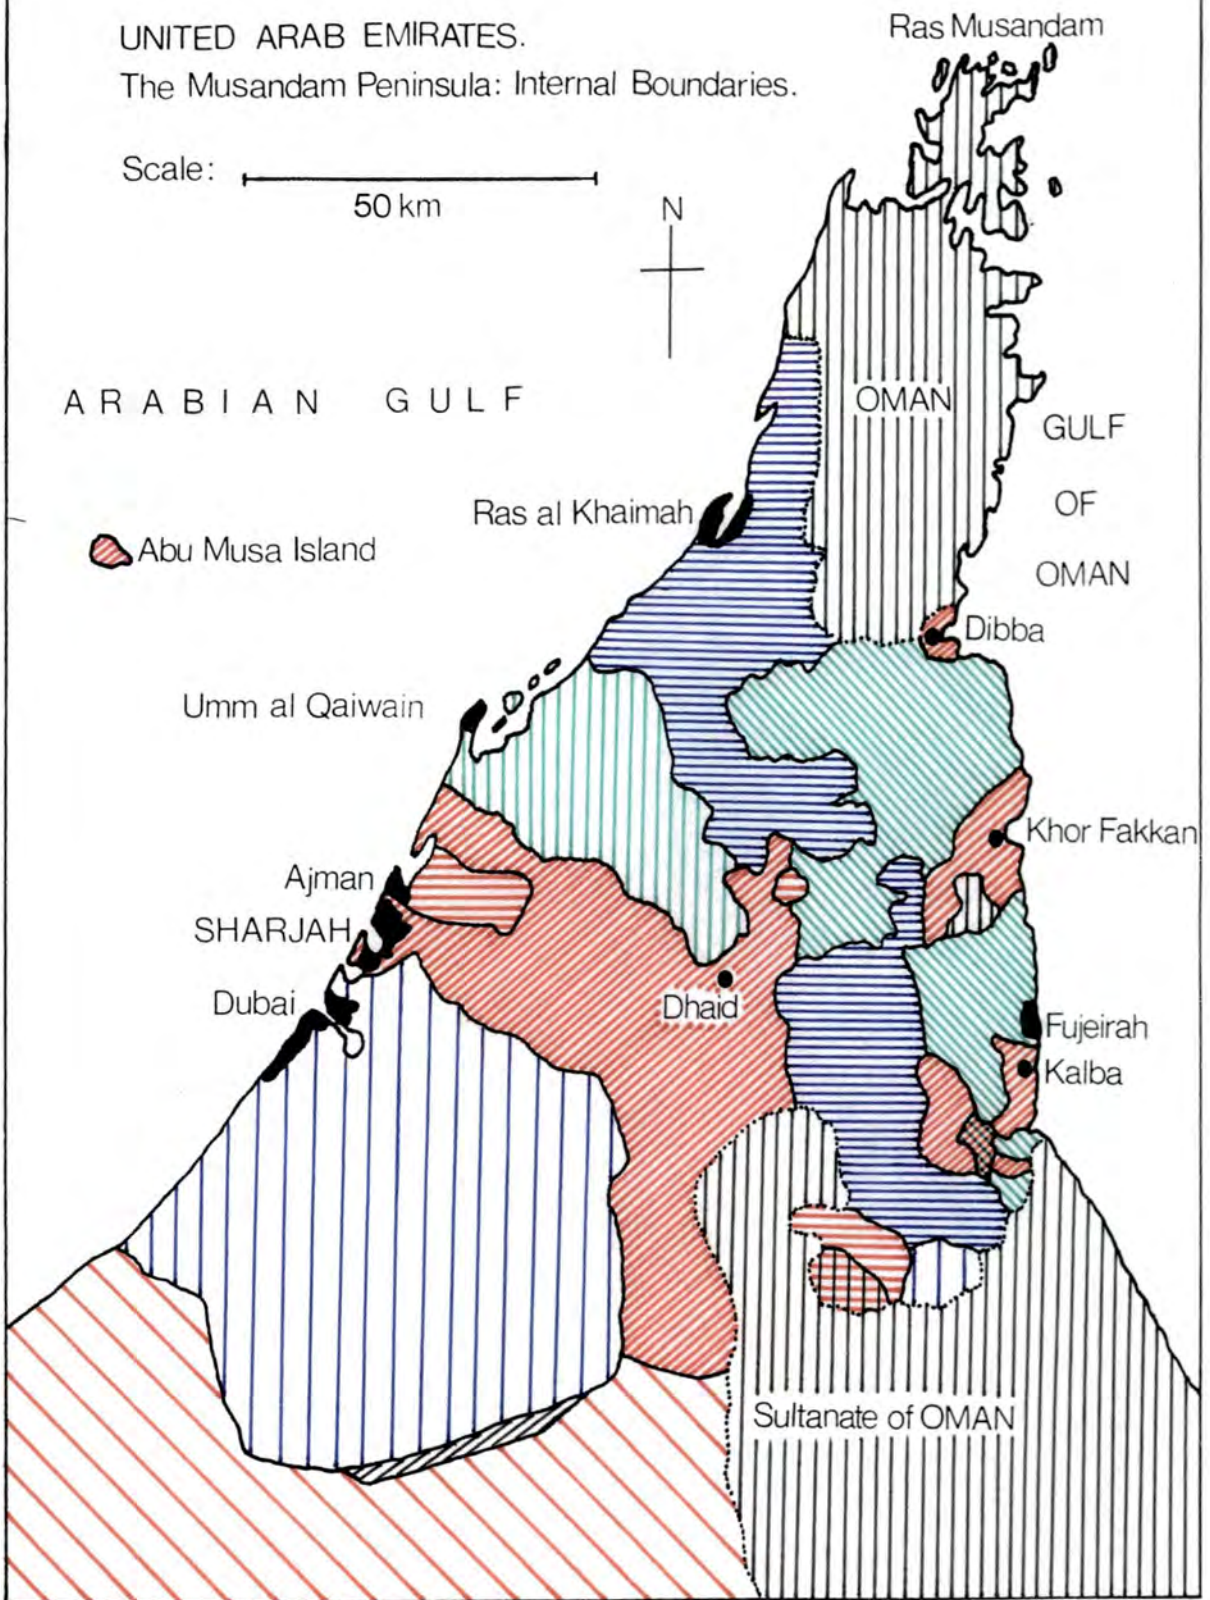 UNITED ARAB EMIRATES.
The Musandam Peninsula: Internal Boundaries.
Ras Musandam
Scale:
50 km
N
ARABIAN GULF
OMAN
GULF
OF
OMAN
Ras al Khaimah
Abu Musa Island
Dibba
Umm al Qaiwain
Khor Fakkan
Ajman
SHARJAH
Dubai
Dhaid
Fujeirah
Kalba
Sultanate of OMAN